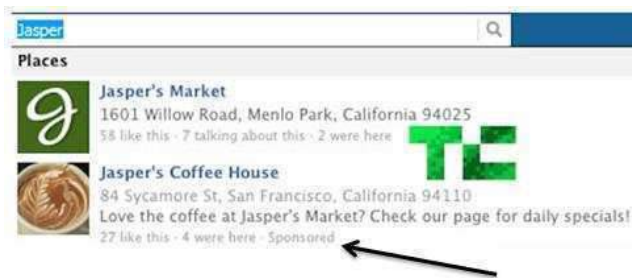 Jasper
Places
Jasper's Market
1601 Willow Road, Menlo Park, California 94025
58 like this · 7 talking about this · 2 were here
TC
Jasper's Coffee House
84 Sycamore St, San Francisco, California 94110
Love the coffee at Jasper's Market? Check our page for daily specials!
27 like this · 4 were here · Sponsored